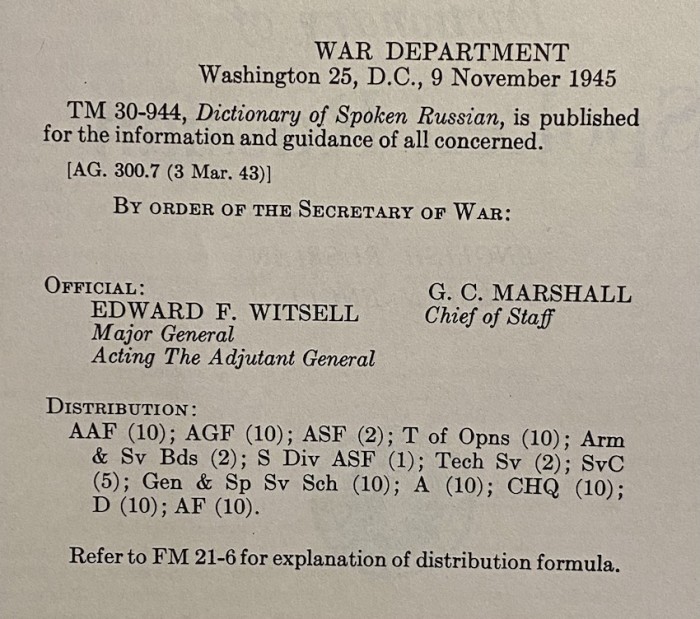 WAR DEPARTMENT
Washington 25, D.C., 9 November 1945
TM 30-944, Dictionary of Spoken Russian, is published
for the information and guidance of all concerned.
[AG. 300.7 (3 Mar. 43)]
BY ORDER OF THE SECRETARY OF WAR:
OFFICIAL:
EDWARD F. WITSELL
Major General
Acting The Adjutant General
G. C. MARSHALL
Chief of Staff
DISTRIBUTION:
AAF (10); AGF (10); ASF (2); T of Opns (10); Arm
& Sv Bds (2); S Div ASF (1); Tech Sv (2); SvC
(5); Gen & Sp Sv Sch (10); A (10); CHQ (10);
D (10); AF (10).
Refer to FM 21-6 for explanation of distribution formula.